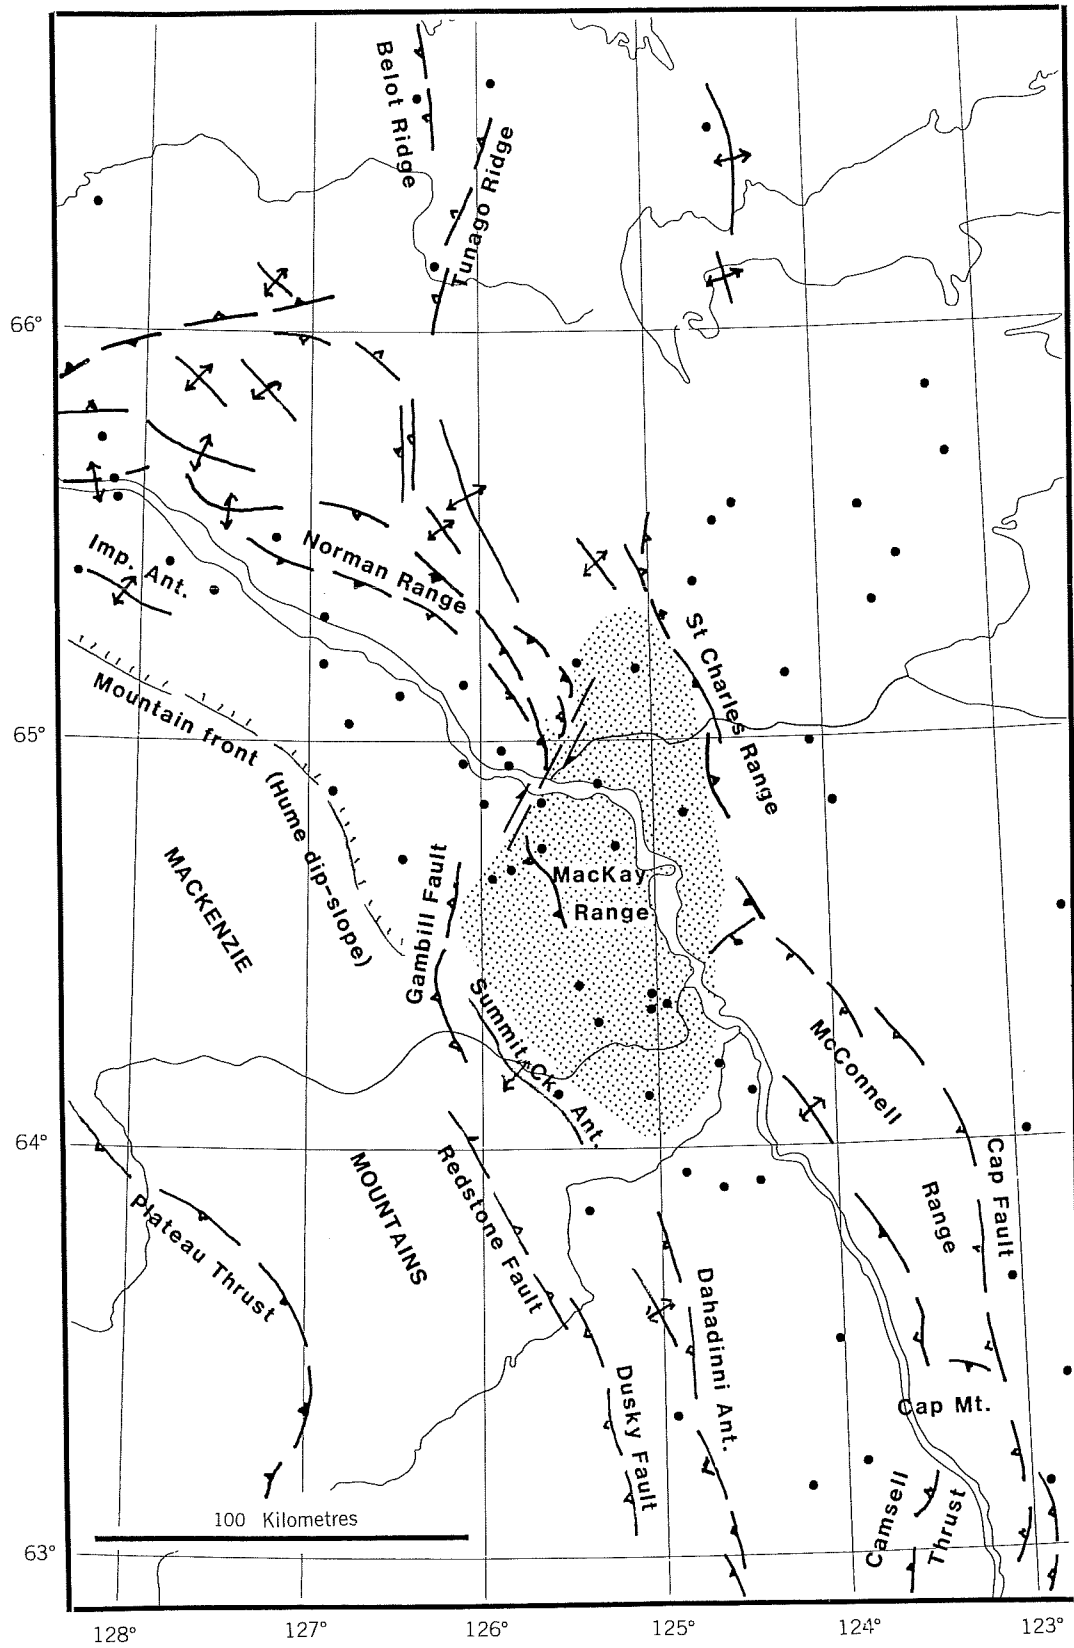 Belot Ridge
Tunago Ridge
66°
Norman Range
Imp. Ant.
St Charles Range
Mountain front (Hume dip-slope)
65°
MACKENZIE
MOUNTAINS
Gambill Fault
MacKay
Range
Summit Ck. Ant.
McConnell
Range
64°
Plateau Thrust
Redstone Fault
Cap Fault
Dahadinni Ant.
Dusky Fault
Cap Mt.
Camsell
Thrust
100 Kilometres
63°
128°
127°
126°
125°
124°
123°